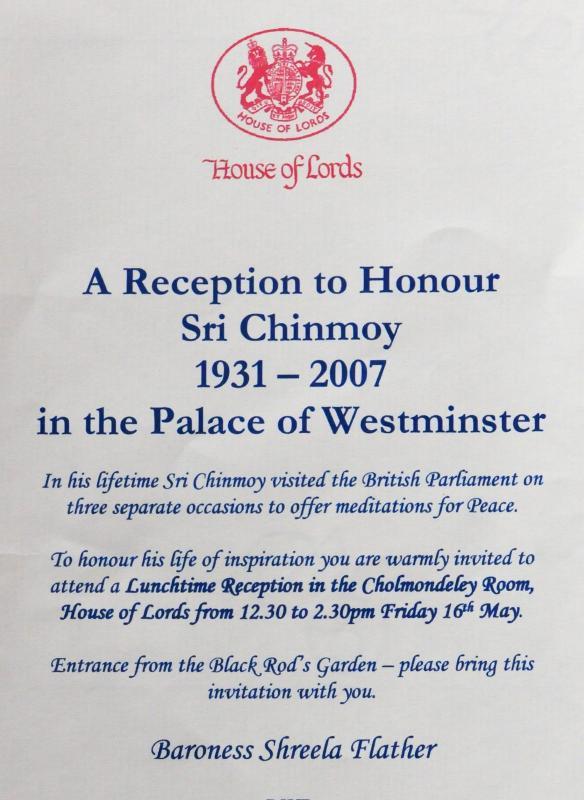 HOUSE OF LORDS
House of Lords
A Reception to Honour
Sri Chinmoy
1931 – 2007
in the Palace of Westminster
In his lifetime Sri Chinmoy visited the British Parliament on
three separate occasions to offer meditations for Peace.
To honour his life of inspiration you are warmly invited to
attend a Lunchtime Reception in the Cholmondeley Room,
House of Lords from 12.30 to 2.30pm Friday 16th May.
Entrance from the Black Rod's Garden – please bring this
invitation with you.
Baroness Shreela Flather